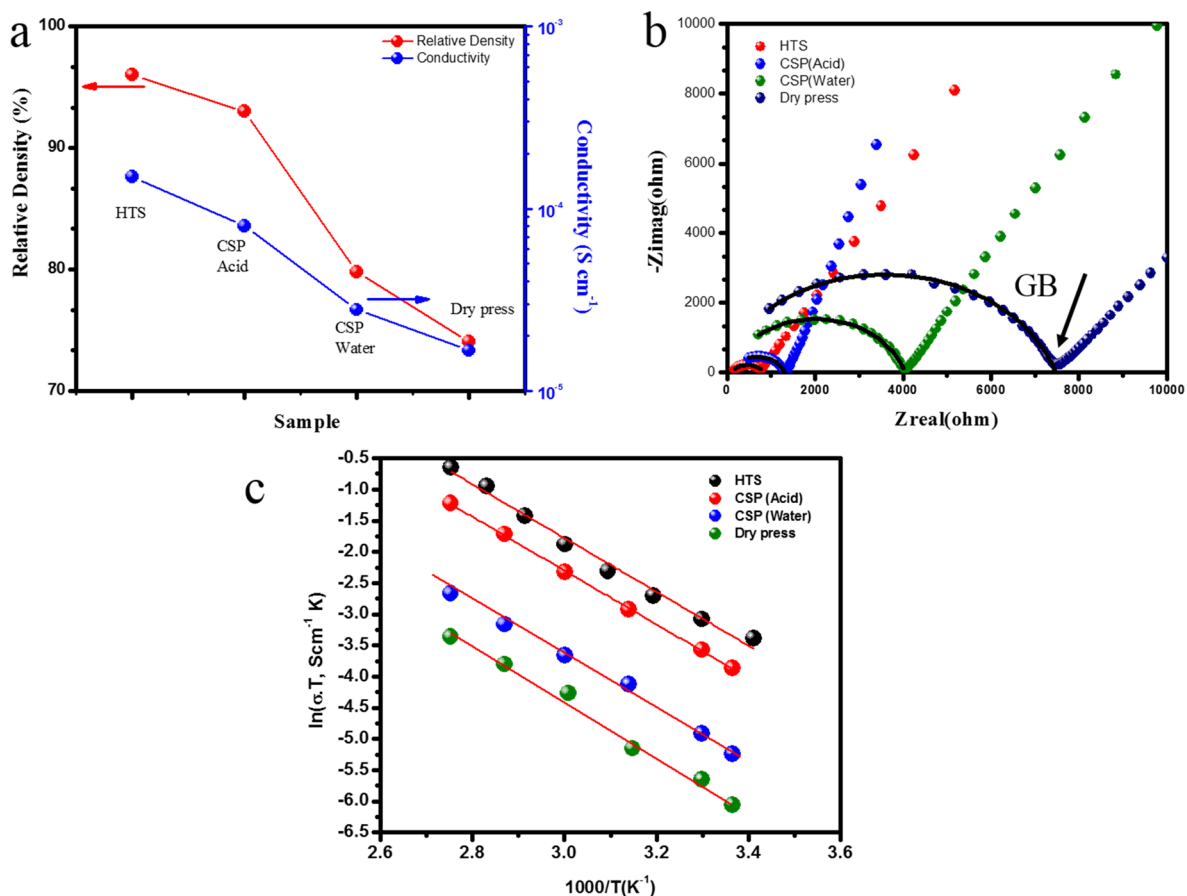 a
100
90
80
70
Relative Density (%)
Relative Density
Conductivity
HTS
CSP
Acid
CSP
Water
Dry press
10⁻³
10⁻⁴
10⁻⁵
Conductivity (S cm⁻¹)
Sample
b
10000
8000
6000
4000
2000
0
-Zimag(ohm)
HTS
CSP(Acid)
CSP(Water)
Dry press
GB
0 2000 4000 6000 8000 10000
Zreal(ohm)
c
-0.5
-1.0
-1.5
-2.0
-2.5
-3.0
-3.5
-4.0
-4.5
-5.0
-5.5
-6.0
-6.5
ln(σ.T, Scm⁻¹ K)
HTS
CSP (Acid)
CSP (Water)
Dry press
2.6 2.8 3.0 3.2 3.4 3.6
1000/T(K⁻¹)